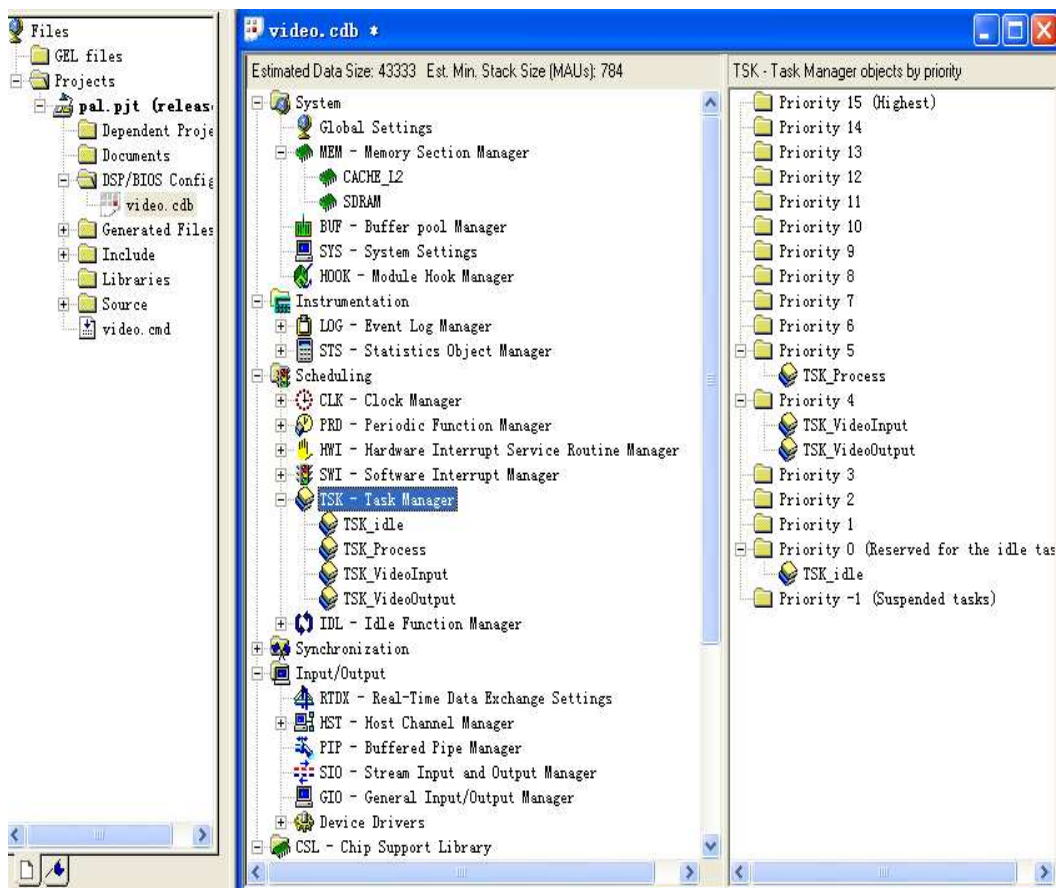 Files
GEL files
Projects
pal.pjt (releas
Dependent Proje
Documents
DSP/BIOS Config
video.cdb
Generated Files
Include
Libraries
Source
video.cmd
video.cdb *
Estimated Data Size: 43333 Est. Min. Stack Size (MAUs): 784
System
Global Settings
MEM - Memory Section Manager
CACHE_L2
SDRAM
BUF - Buffer pool Manager
SYS - System Settings
HOOK - Module Hook Manager
Instrumentation
LOG - Event Log Manager
STS - Statistics Object Manager
Scheduling
CLK - Clock Manager
PRD - Periodic Function Manager
HWI - Hardware Interrupt Service Routine Manager
SWI - Software Interrupt Manager
TSK - Task Manager
TSK_idle
TSK_Process
TSK_VideoInput
TSK_VideoOutput
IDL - Idle Function Manager
Synchronization
Input/Output
RTDX - Real-Time Data Exchange Settings
HST - Host Channel Manager
PIP - Buffered Pipe Manager
SIO - Stream Input and Output Manager
GIO - General Input/Output Manager
Device Drivers
CSL - Chip Support Library
TSK - Task Manager objects by priority
Priority 15 (Highest)
Priority 14
Priority 13
Priority 12
Priority 11
Priority 10
Priority 9
Priority 8
Priority 7
Priority 6
Priority 5
TSK_Process
Priority 4
TSK_VideoInput
TSK_VideoOutput
Priority 3
Priority 2
Priority 1
Priority 0 (Reserved for the idle tas
TSK_idle
Priority -1 (Suspended tasks)